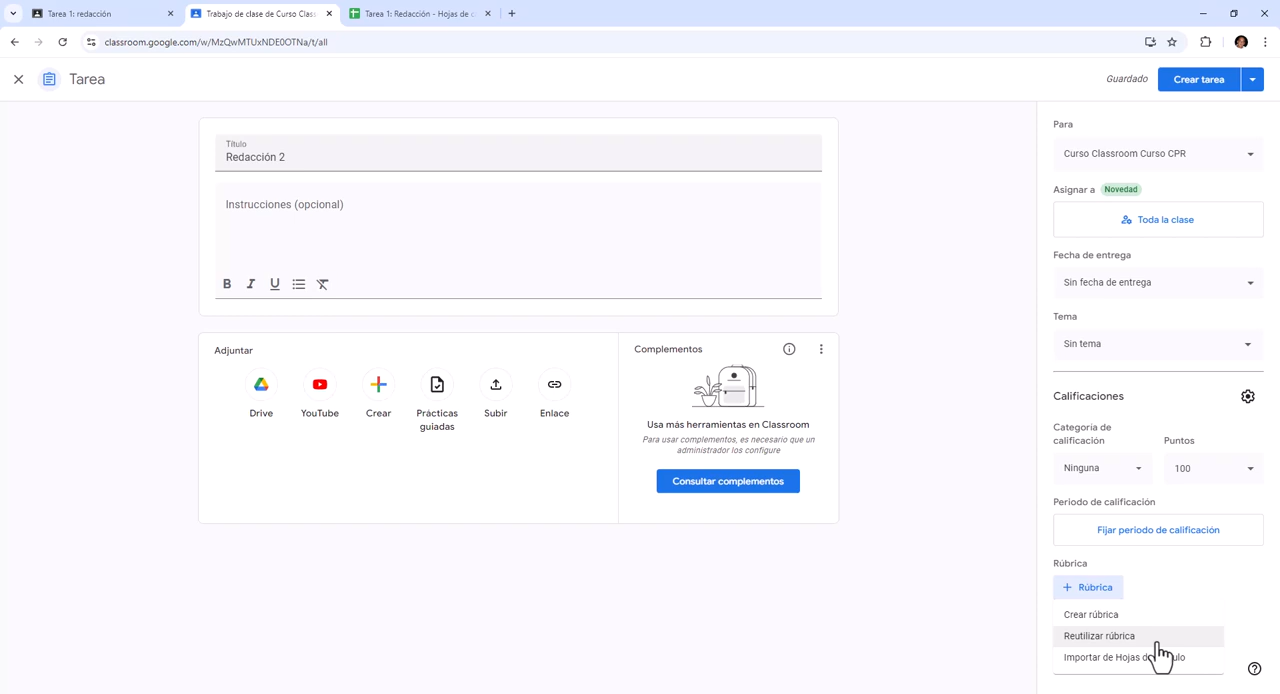 Tarea 1: redacción
Trabajo de clase de Curso Class
Tarea 1: Redacción - Hojas de c
classroom.google.com/w/MzQwMTUxNDE0OTNa/t/all
Tarea
Guardado
Crear tarea
Título
Redacción 2
Instrucciones (opcional)
B I U
Adjuntar
Drive
YouTube
Crear
Prácticas
guiadas
Subir
Enlace
Complementos
Usa más herramientas en Classroom
Para usar complementos, es necesario que un
administrador los configure
Consultar complementos
Para
Curso Classroom Curso CPR
Asignar a Novedad
Toda la clase
Fecha de entrega
Sin fecha de entrega
Tema
Sin tema
Calificaciones
Categoría de
calificación
Puntos
Ninguna
100
Periodo de calificación
Fijar periodo de calificación
Rúbrica
+ Rúbrica
Crear rúbrica
Reutilizar rúbrica
Importar de Hojas de